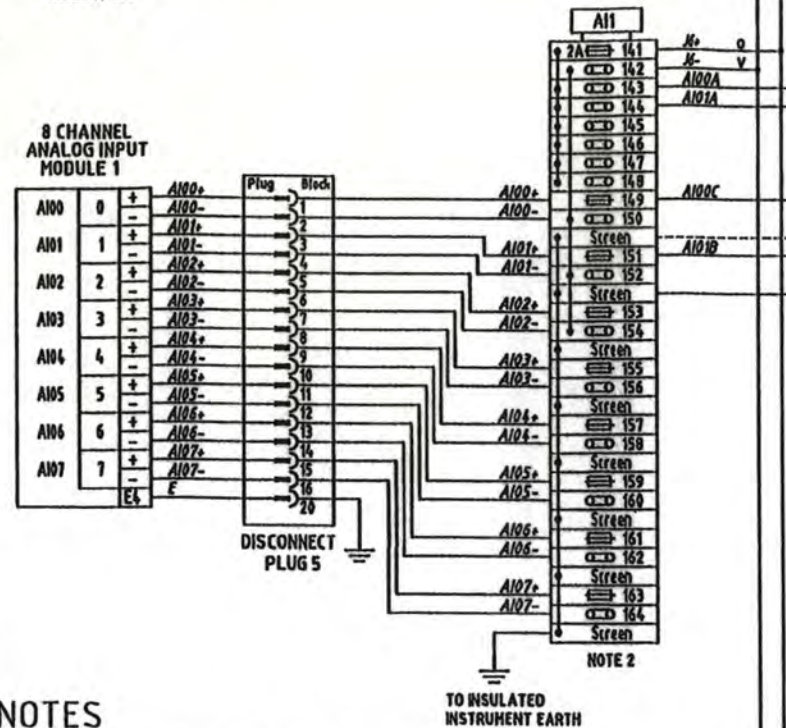 AI1
2A 141
142
143
144
145
146
147
148
149
150
Screen
151
152
Screen
153
154
Screen
155
156
Screen
157
158
Screen
159
160
Screen
161
162
Screen
163
164
Screen
NOTE 2
J6+ 0
J6- V
AI00A
AI01A
AI00C
AI01B
8 CHANNEL
ANALOG INPUT
MODULE 1
AI00 0 + -
AI01 1 + -
AI02 2 + -
AI03 3 + -
AI04 4 + -
AI05 5 + -
AI06 6 + -
AI07 7 + -
E4
AI00+
AI00-
AI01+
AI01-
AI02+
AI02-
AI03+
AI03-
AI04+
AI04-
AI05+
AI05-
AI06+
AI06-
AI07+
AI07-
E
Plug Block
1
2
3
4
5
6
7
8
9
10
11
12
13
14
15
16
20
DISCONNECT
PLUG 5
AI00+
AI00-
AI01+
AI01-
AI02+
AI02-
AI03+
AI03-
AI04+
AI04-
AI05+
AI05-
AI06+
AI06-
AI07+
AI07-
TO INSULATED
INSTRUMENT EARTH
NOTES